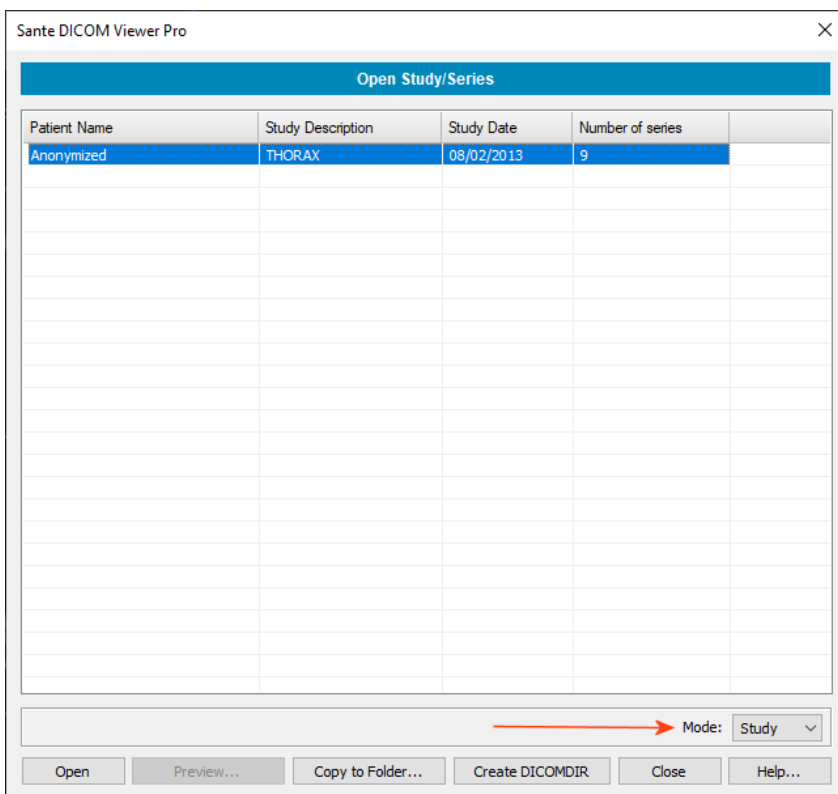 Sante DICOM Viewer Pro
Open Study/Series
Patient Name Study Description Study Date Number of series
Anonymized THORAX 08/02/2013 9
Mode: Study
Open Preview... Copy to Folder... Create DICOMDIR Close Help...